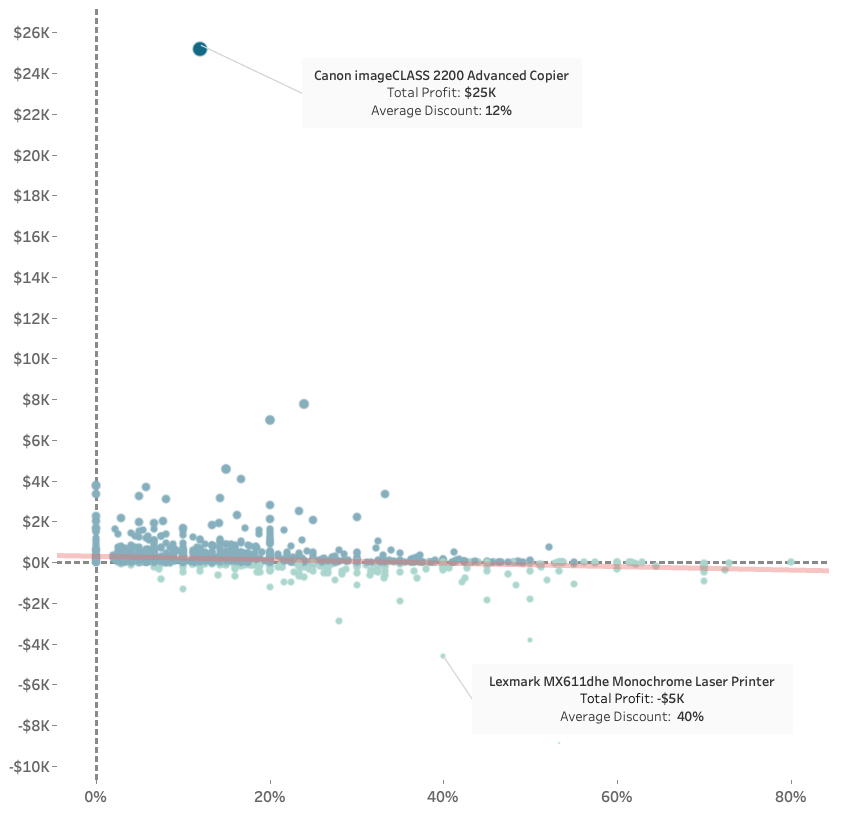 $26K
$24K
Canon imageCLASS 2200 Advanced Copier
Total Profit: $25K
Average Discount: 12%
$22K
$20K
$18K
$16K
$14K
$12K
$10K
$8K
$6K
$4K
$2K
$0K
-$2K
-$4K
-$6K
Lexmark MX611dhe Monochrome Laser Printer
Total Profit: -$5K
Average Discount: 40%
-$8K
-$10K
0% 20% 40% 60% 80%